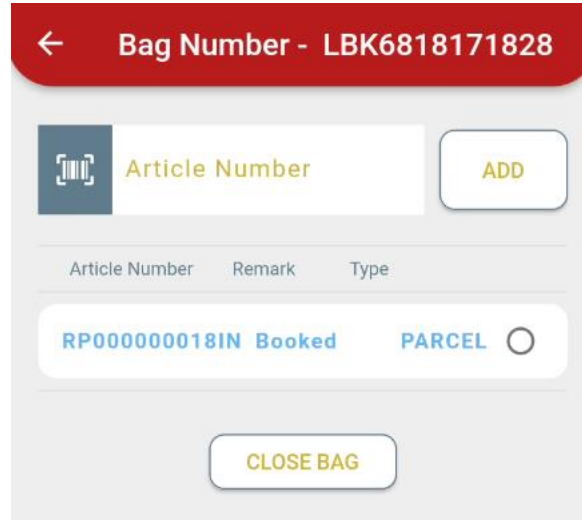 Bag Number - LBK6818171828
Article Number ADD
Article Number Remark Type
RP000000018IN Booked PARCEL
CLOSE BAG